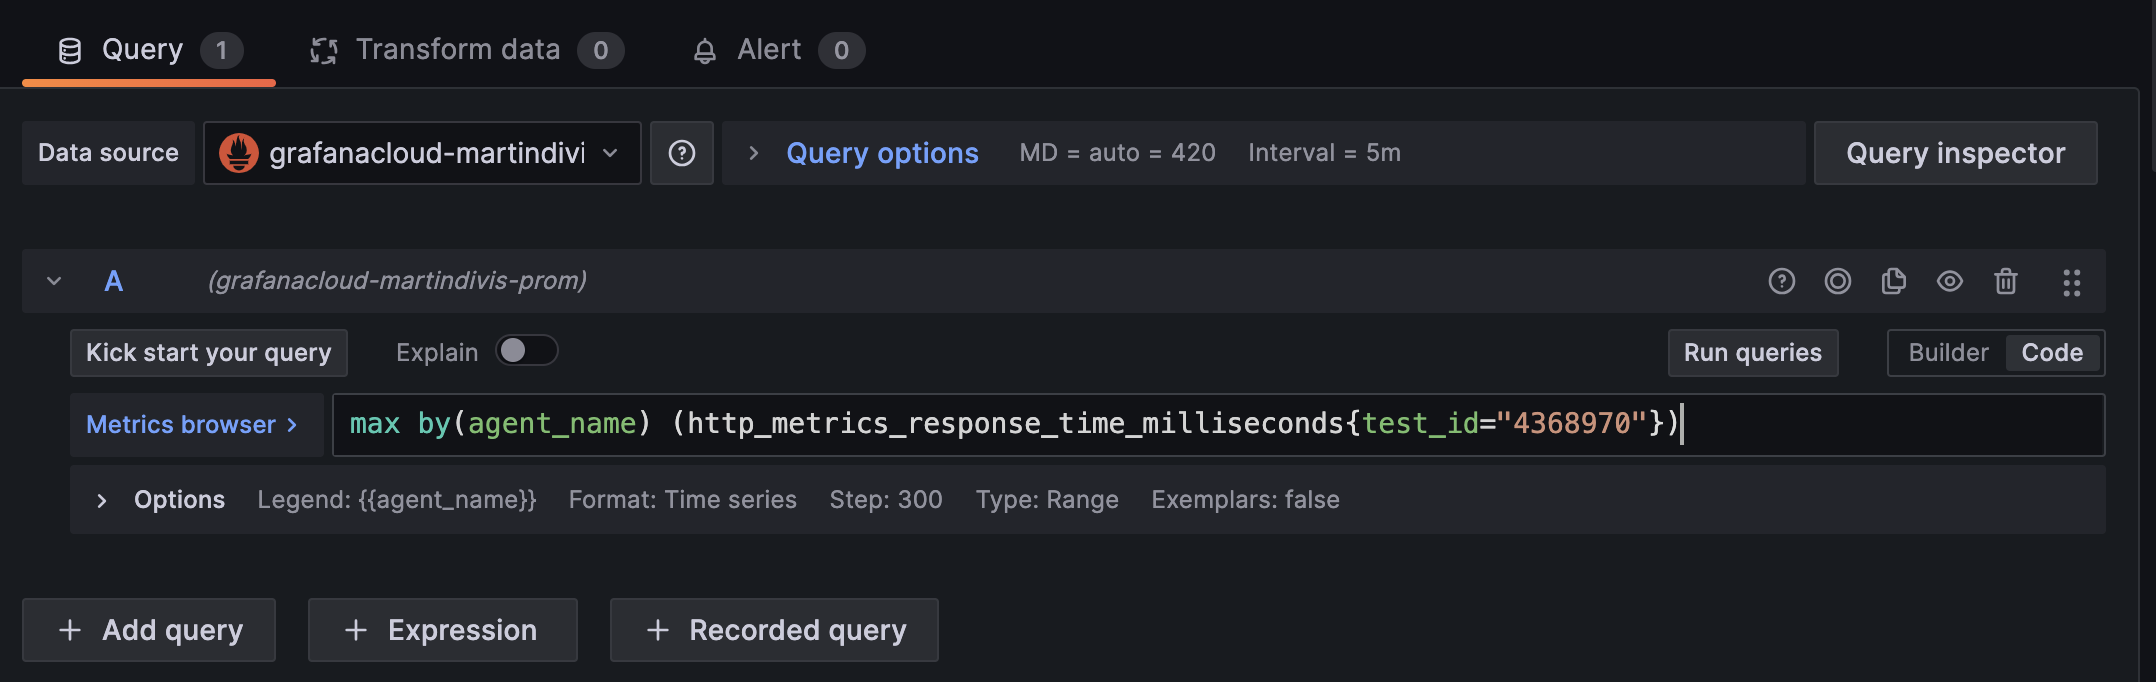 Query 1 Transform data 0 Alert 0
Data source grafanacloud-martindivi Query options MD = auto = 420 Interval = 5m Query inspector
A (grafanacloud-martindivis-prom)
Kick start your query Explain Run queries Builder Code
Metrics browser > max by(agent_name) (http_metrics_response_time_milliseconds{test_id="4368970"})
> Options Legend: {{agent_name}} Format: Time series Step: 300 Type: Range Exemplars: false
+ Add query + Expression + Recorded query